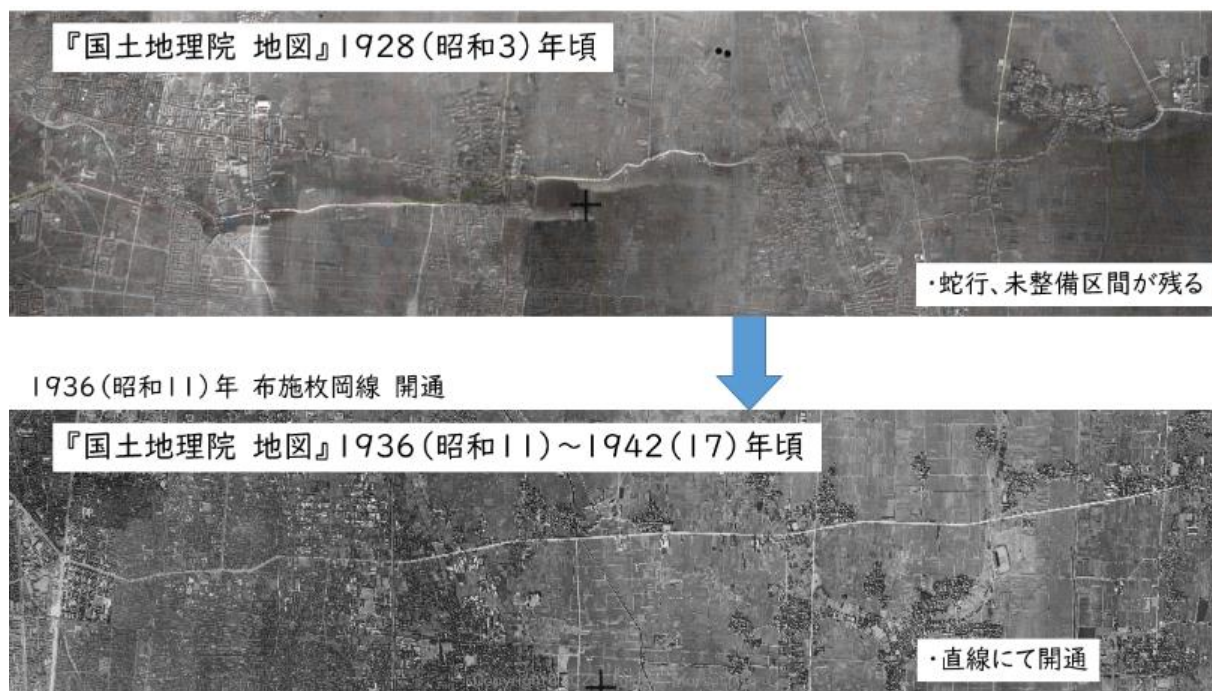 『国土地理院 地図』1928(昭和3)年頃
・蛇行、未整備区間が残る
1936(昭和11)年 布施枚岡線 開通
『国土地理院 地図』1936(昭和11)～1942(17)年頃
・直線にて開通